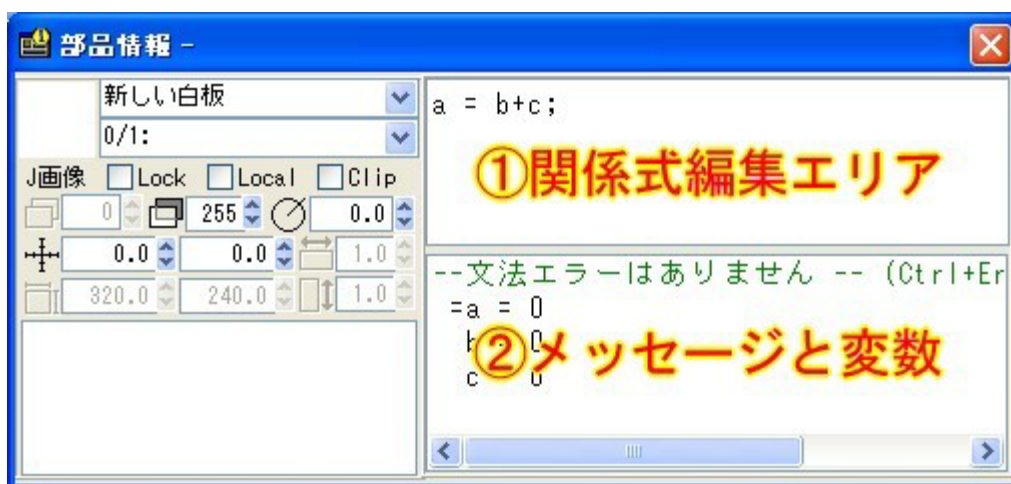 部品情報 -
新しい白板
0/1:
J画像 Lock Local Clip
0 255 0.0
0.0 0.0 1.0
320.0 240.0 1.0
a = b+c;
①関係式編集エリア
--文法エラーはありません -- (Ctrl+Er
=a = 0
b 0
c 0
②メッセージと変数